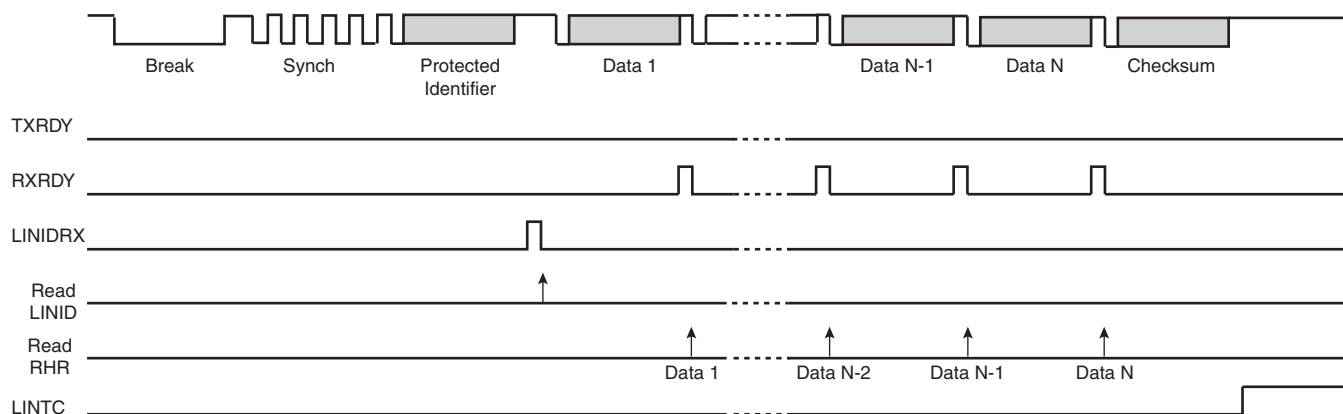 Break
Synch
Protected
Identifier
Data 1
Data N-1
Data N
Checksum
TXRDY
RXRDY
LINIDRX
Read
LINID
Read
RHR
Data 1
Data N-2
Data N-1
Data N
LINTC